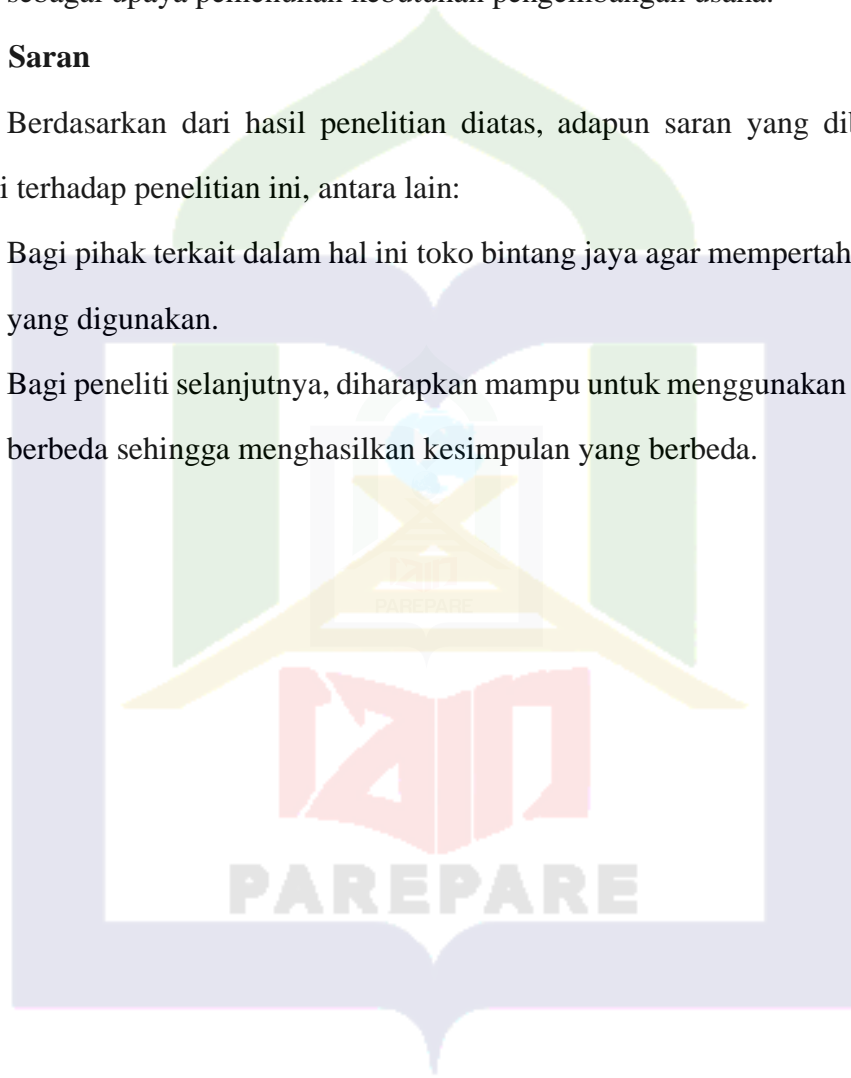 sebagai upaya pemenuhan kebutuhan pengembangan usaha.
Saran
Berdasarkan dari hasil penelitian diatas, adapun saran yang
terhadap penelitian ini, antara lain:
Bagi pihak terkait dalam hal ini toko bintang jaya agar
yang digunakan.
Bagi peneliti selanjutnya, diharapkan mampu untuk menggunakan
berbeda sehingga menghasilkan kesimpulan yang berbeda.
PAREPARE
iain
PAREPARE